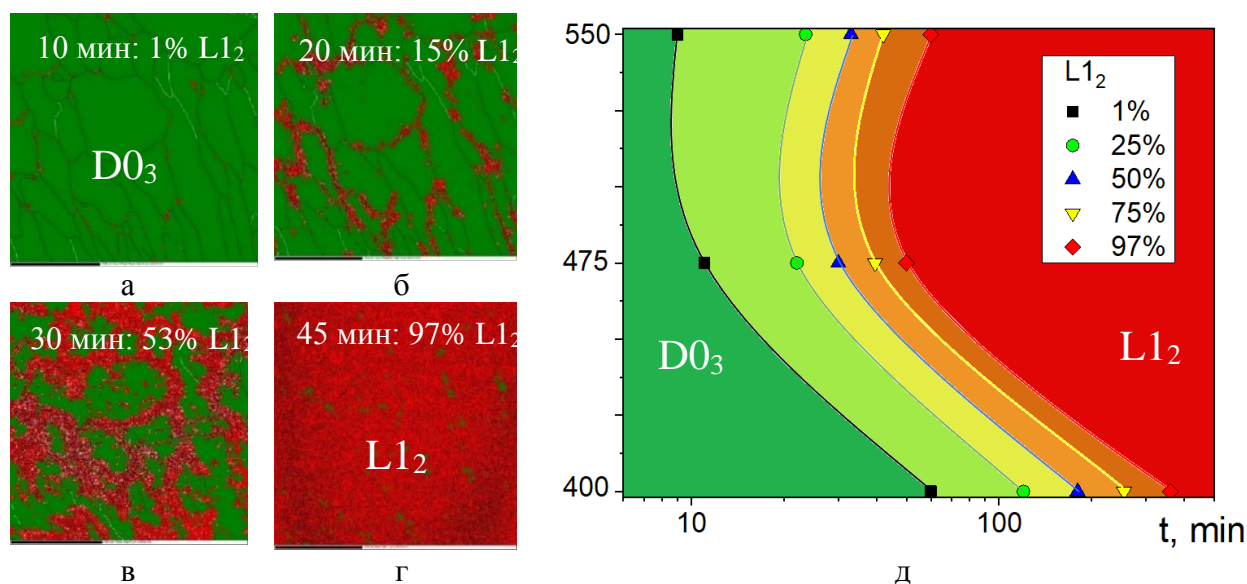 10 мин: 1% L1₂
D0₃
а
20 мин: 15% L1₂
б
30 мин: 53% L1₂
в
45 мин: 97% L1₂
L1₂
г
550
475
400
10
100
t, min
D0₃
L1₂
L1₂
1%
25%
50%
75%
97%
д